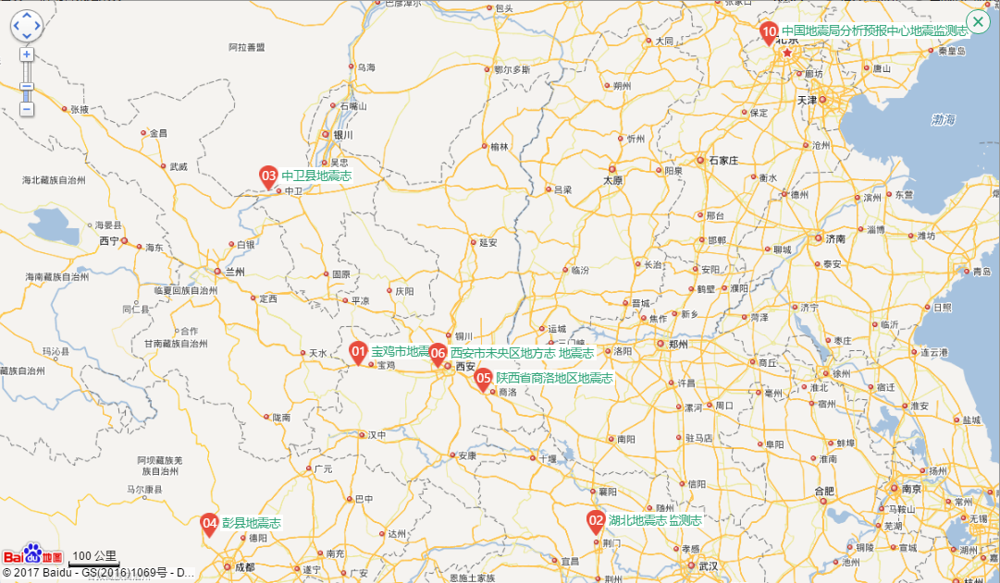 巴彦淖尔
包头
张家口
大同
10
中国地震局分析预报中心地震监测志
北京
秦皇岛
阿拉善盟
乌海
鄂尔多斯
朔州
廊坊
唐山
天津
张掖
石嘴山
保定
渤海
金昌
银川
榆林
忻州
沧州
武威
吴忠
太原
阳泉
石家庄
海北藏族自治州
03
中卫县地震志
中卫
吕梁
衡水
德州
滨州
东营
海晏县
西宁
海东
白银
延安
邢台
邯郸
聊城
济南
淄博
潍坊
海南藏族自治州
兰州
固原
临汾
长治
安阳
泰安
青岛
临夏回族自治州
定西
平凉
庆阳
鹤壁
濮阳
同仁县
晋城
焦作
新乡
菏泽
济宁
日照
合作
甘南藏族自治州
铜川
运城
三门峡
临沂
玛沁县
天水
01
宝鸡市地震
宝鸡
06
西安市未央区地方志 地震志
西安
洛阳
郑州
枣庄
连云港
藏族自治州
05
陕西省商洛地区地震志
商洛
许昌
商丘
徐州
亳州
淮北
宿迁
宿州
漯河
周口
淮安
陇南
汉中
南阳
驻马店
阜阳
蚌埠
盐城
阿坝藏族羌
族自治州
安康
十堰
淮南
马尔康县
广元
信阳
扬州
巴中
襄阳
合肥
南京
随州
常州
马鞍山
04
彭县地震志
德阳
达州
02
湖北地震志 监测志
荆门
芜湖
无锡
成都
南充
遂宁
广安
宜昌
孝感
武汉
铜陵
宣城
湖州
池州
恩施土家族
荆州
杭州
Bai du 地图
100 公里
© 2017 Baidu - GS(2016)1069号 - D...